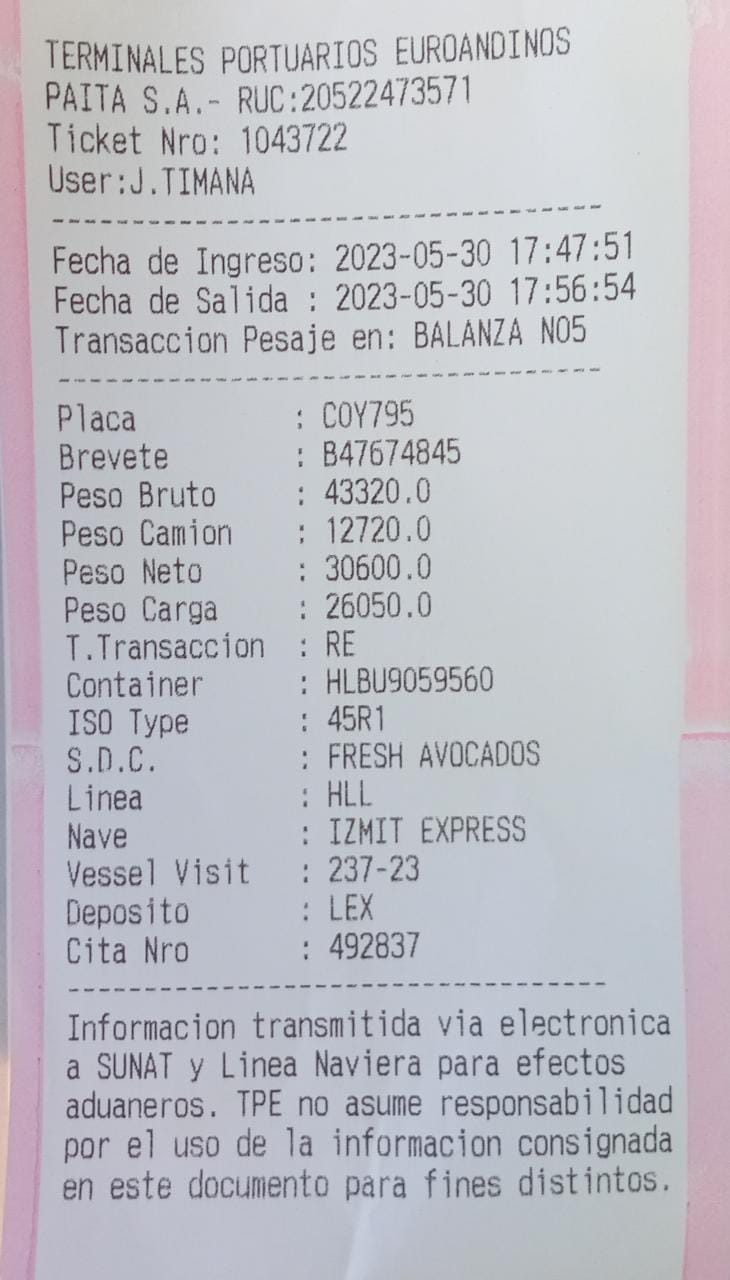 TERMINALES PORTUARIOS EUROANDINOS
PAITA S.A.- RUC:20522473571
Ticket Nro: 1043722
User:J.TIMANA
-----------------------------------
Fecha de Ingreso: 2023-05-30 17:47:51
Fecha de Salida : 2023-05-30 17:56:54
Transaccion Pesaje en: BALANZA NO5
-----------------------------------
Placa : COY795
Brevete : B47674845
Peso Bruto : 43320.0
Peso Camion : 12720.0
Peso Neto : 30600.0
Peso Carga : 26050.0
T.Transaccion : RE
Container : HLBU9059560
ISO Type : 45R1
S.D.C. : FRESH AVOCADOS
Linea : HLL
Nave : IZMIT EXPRESS
Vessel Visit : 237-23
Deposito : LEX
Cita Nro : 492837
-----------------------------------
Informacion transmitida via electronica
a SUNAT y Linea Naviera para efectos
aduaneros. TPE no asume responsabilidad
por el uso de la informacion consignada
en este documento para fines distintos.